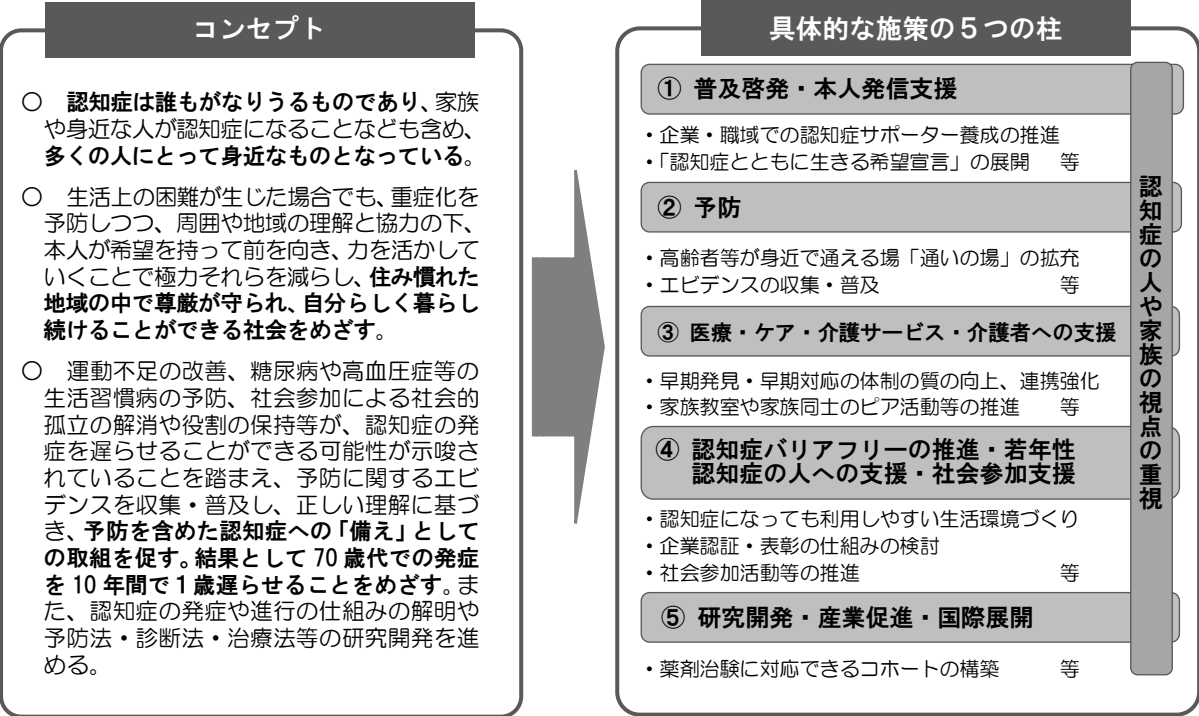 コンセプト
○　認知症は誰もがなりうるものであり、家族
や身近な人が認知症になることなども含め、
多くの人にとって身近なものとなっている。
○　生活上の困難が生じた場合でも、重症化を
予防しつつ、周囲や地域の理解と協力の下、
本人が希望を持って前を向き、力を活かして
いくことで極力それらを減らし、住み慣れた
地域の中で尊厳が守られ、自分らしく暮らし
続けることができる社会をめざす。
○　運動不足の改善、糖尿病や高血圧症等の
生活習慣病の予防、社会参加による社会的
孤立の解消や役割の保持等が、認知症の発
症を遅らせることができる可能性が示唆さ
れていることを踏まえ、予防に関するエビ
デンスを収集・普及し、正しい理解に基づ
き、予防を含めた認知症への「備え」として
の取組を促す。結果として 70 歳代での発症
を 10 年間で１歳遅らせることをめざす。ま
た、認知症の発症や進行の仕組みの解明や
予防法・診断法・治療法等の研究開発を進
める。
具体的な施策の５つの柱
① 普及啓発・本人発信支援
・企業・職域での認知症サポーター養成の推進
・「認知症とともに生きる希望宣言」の展開　等
② 予防
・高齢者等が身近で通える場「通いの場」の拡充
・エビデンスの収集・普及　等
③ 医療・ケア・介護サービス・介護者への支援
・早期発見・早期対応の体制の質の向上、連携強化
・家族教室や家族同士のピア活動等の推進　等
④ 認知症バリアフリーの推進・若年性
認知症の人への支援・社会参加支援
・認知症になっても利用しやすい生活環境づくり
・企業認証・表彰の仕組みの検討
・社会参加活動等の推進　等
⑤ 研究開発・産業促進・国際展開
・薬剤治験に対応できるコホートの構築　等
認知症の人や家族の視点の重視